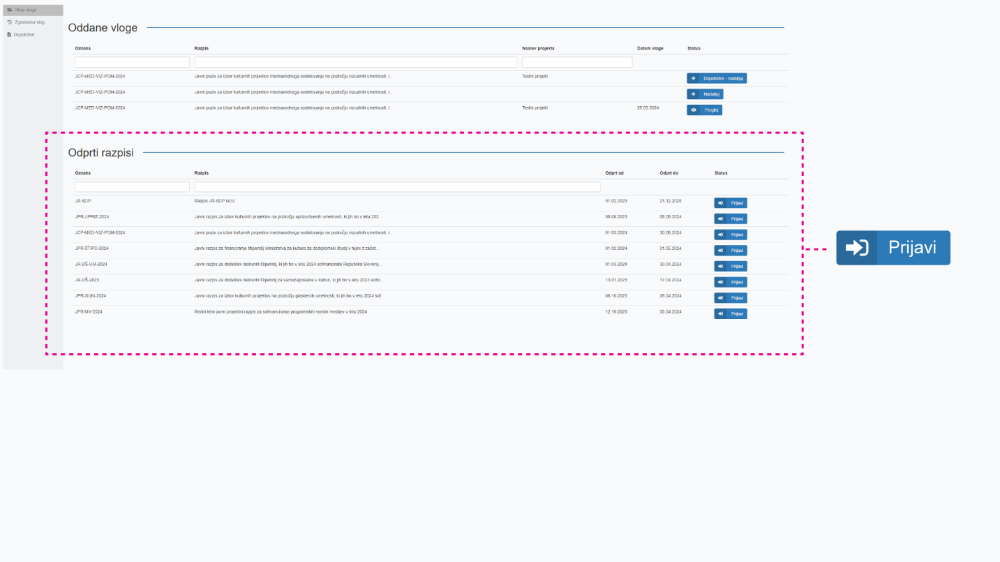 Moje vloge
Zgodovina vlog
Dopolnitve
Oddane vloge
Oznaka Razpis Naslov projekta Datum vloge Status
JCP-MED-VIZ-POM-2024 Javni poziv za izbor kulturnih projektov mednarodnega sodelovanja na področju vizualnih umetnosti, i... Testni projekt Dopolnitev - nadaljuj
JCP-MED-VIZ-POM-2024 Javni poziv za izbor kulturnih projektov mednarodnega sodelovanja na področju vizualnih umetnosti, i... Nadaljuj
JCP-MED-VIZ-POM-2024 Javni poziv za izbor kulturnih projektov mednarodnega sodelovanja na področju vizualnih umetnosti, i... Testni projekt 25.03.2024 Preglej
Odprti razpisi
Oznaka Razpis Odprt od Odprt do Status
JR-SDP Razpis JR-SDP MJU 01.02.2023 21.12.2025 Prijavi
JPR-UPRIZ-2024 Javni razpis za izbor kulturnih projektov na področju uprizoritvenih umetnosti, ki jih bo v letu 202... 08.2023 08.08.2024 Prijavi
JCP-MED-VIZ-POM-2024 Javni poziv za izbor kulturnih projektov mednarodnega sodelovanja na področju vizualnih umetnosti, i... 01.03.2024 30.06.2024 Prijavi
JPR-ŠTIPD-2024 Javni razpis za financiranje štipendij Ministrstva za kulturo za dodiplomski študij v tujini z začet... 01.02.2024 01.05.2024 Prijavi
JR-DŠ-UM-2024 Javni razpis za dodelitev delovnih štipendij, ki jih bo v letu 2024 sofinancirala Republika Slovenij... 01.03.2024 30.04.2024 Prijavi
JR-DŠ-2023 Javni razpis za dodelitev delovnih štipendij za samozaposlene v kulturi, ki jih bo v letu 2023 sofin... 13.01.2023 17.04.2024 Prijavi
JPR-GUM-2024 Javni razpis za izbor kulturnih projektov na področju glasbenih umetnosti, ki jih bo v letu 2024 sof... 06.10.2023 06.04.2024 Prijavi
JPR-MV-2024 Redni letni javni projektni razpis za sofinanciranje programskih vsebin medijev v letu 2024 12.10.2023 05.04.2024 Prijavi
Prijavi